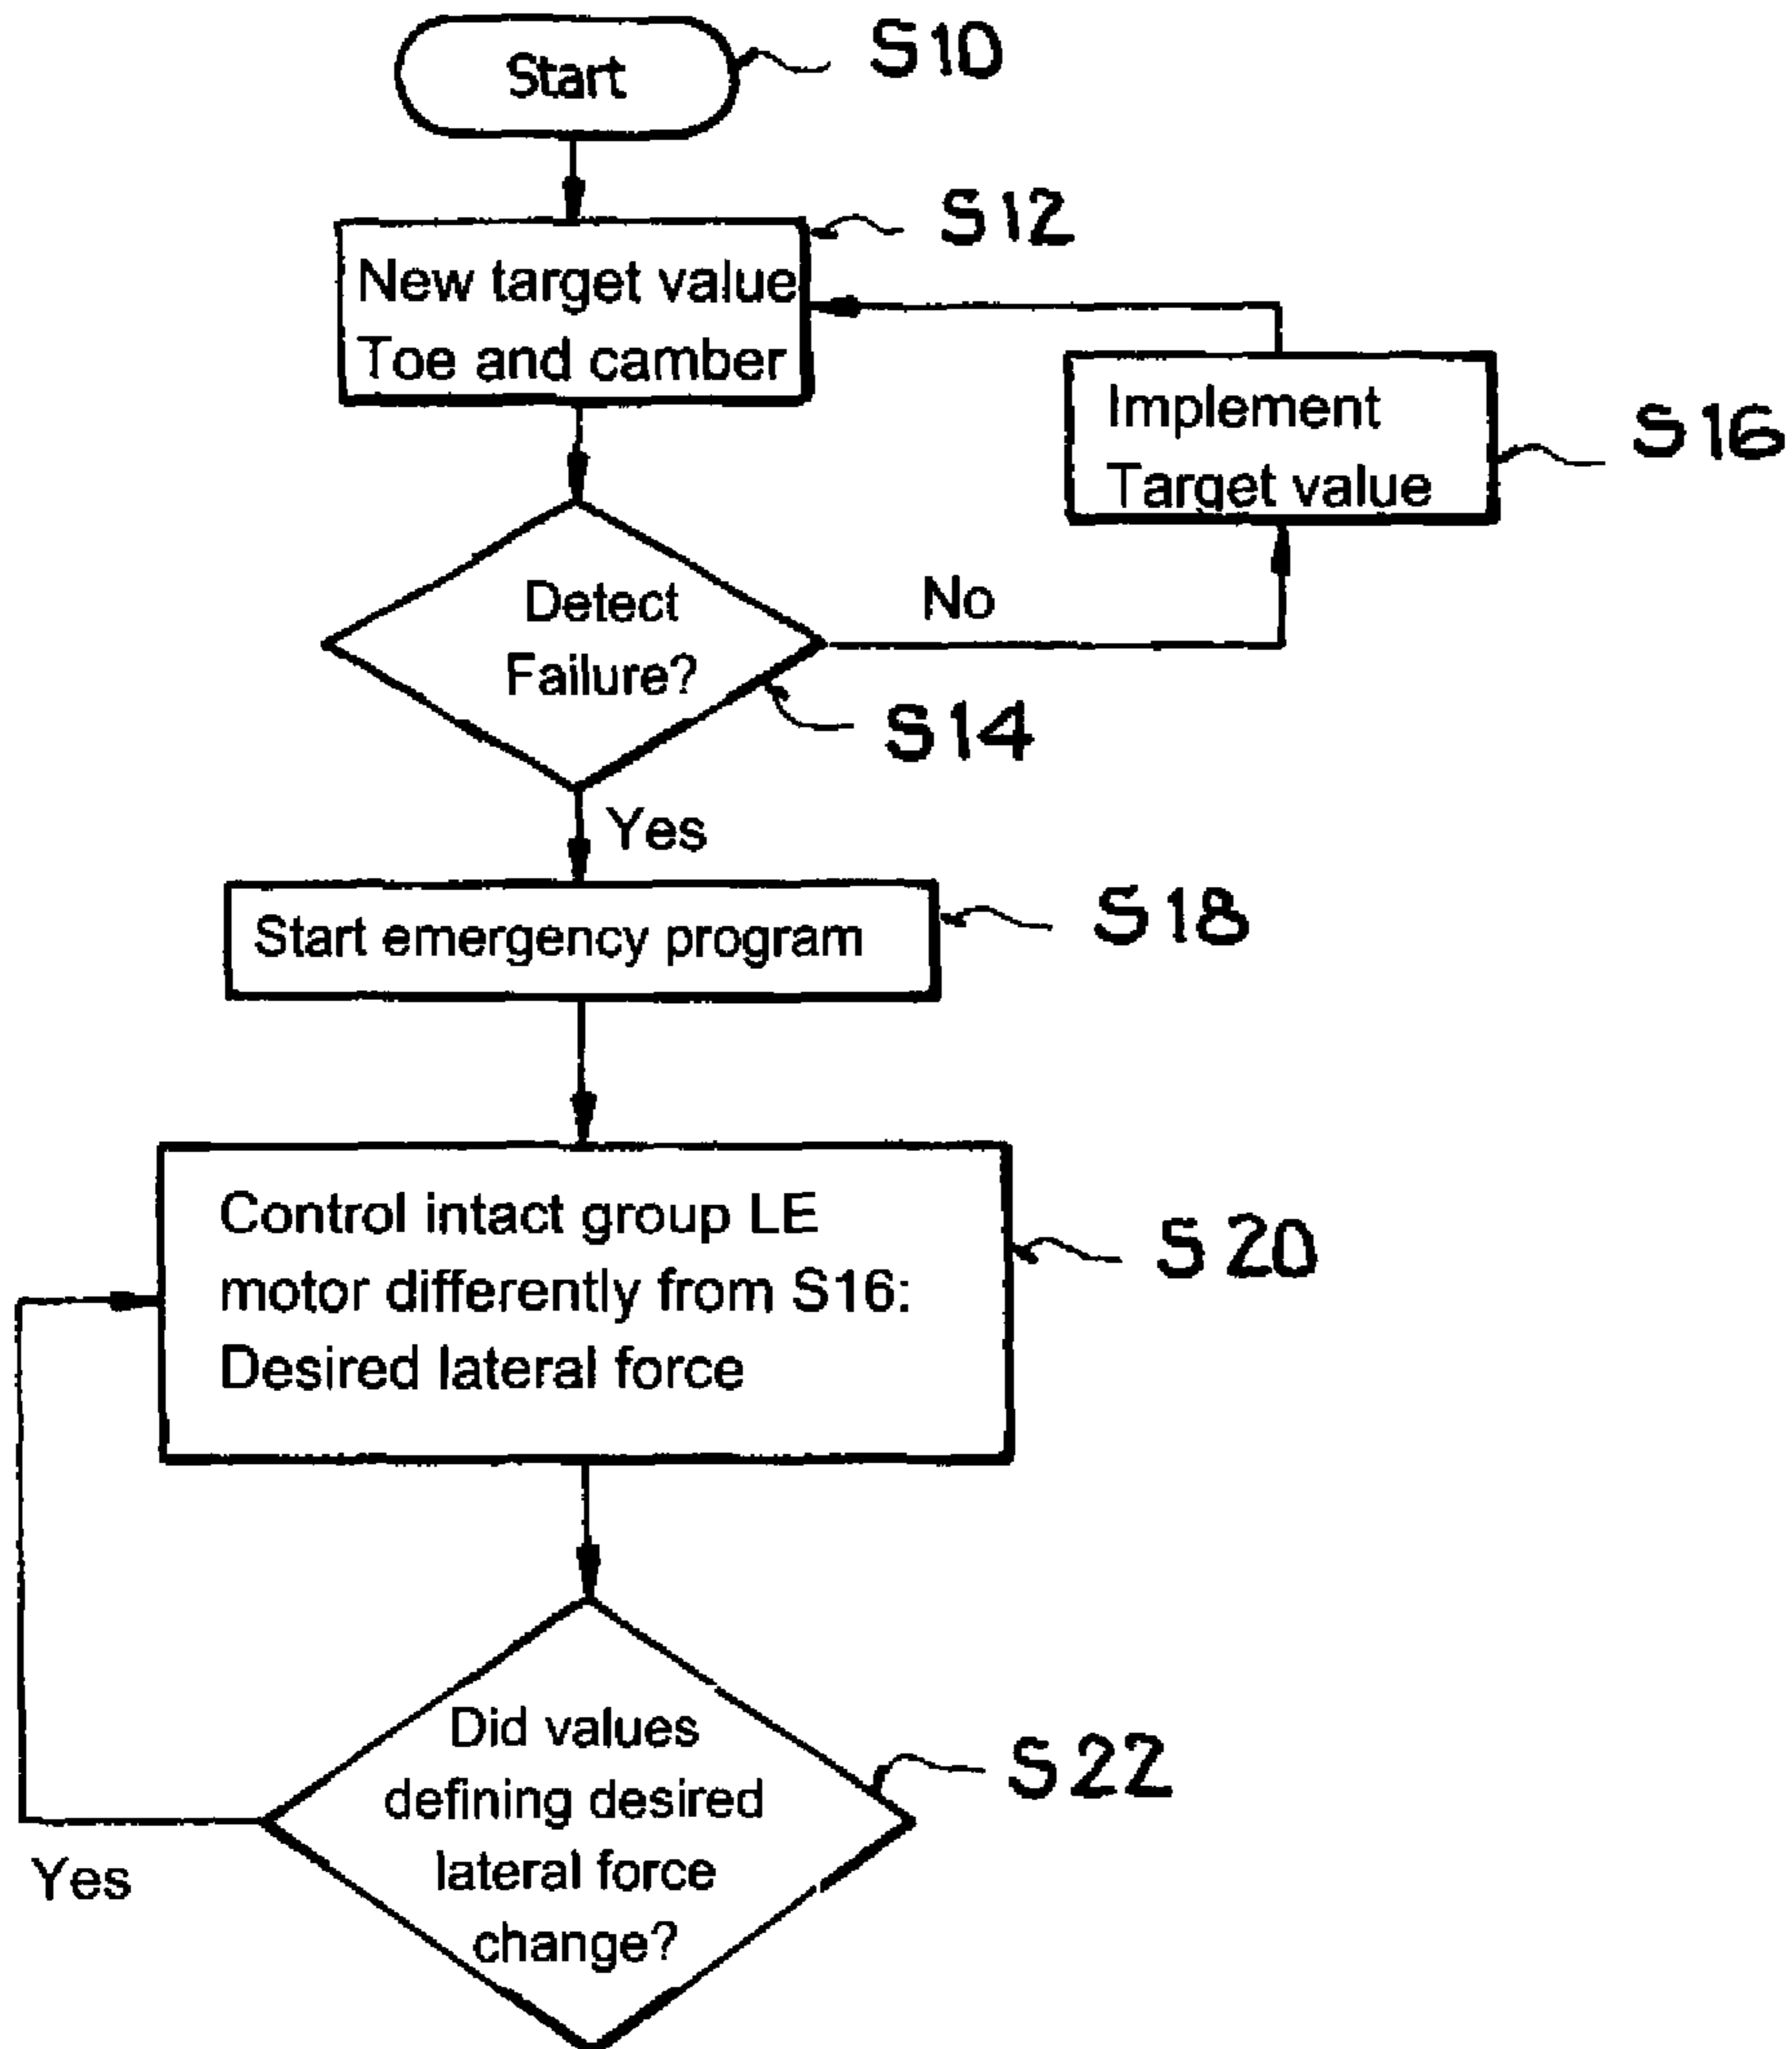 Start
S10
S12
New target value
Toe and camber
Implement
Target value
S16
Detect
Failure?
No
S14
Yes
Start emergency program
S18
Control intact group LE
motor differently from S16:
Desired lateral force
S20
Did values
defining desired
lateral force
change?
S22
Yes